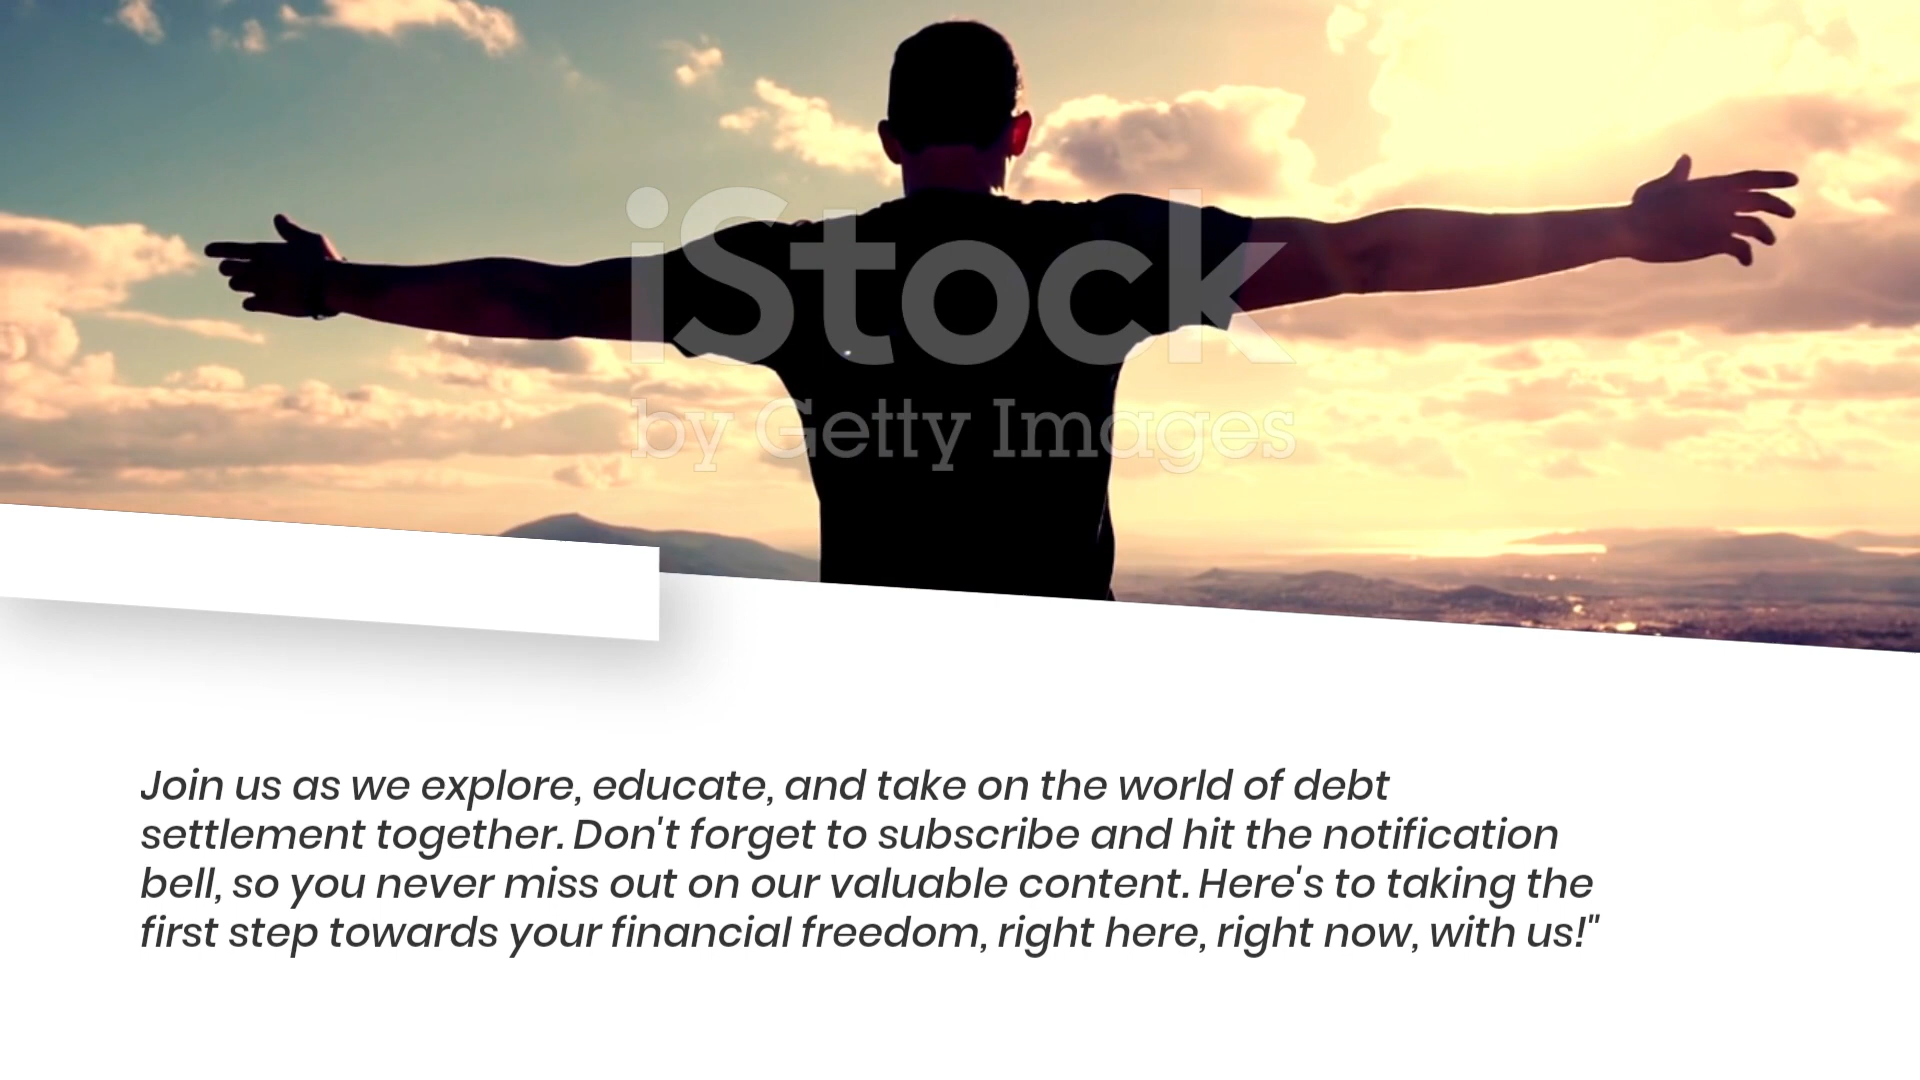 iStock
by Getty Images
Join us as we explore, educate, and take on the world of debt
settlement together. Don't forget to subscribe and hit the notification
bell, so you never miss out on our valuable content. Here's to taking the
first step towards your financial freedom, right here, right now, with us!"